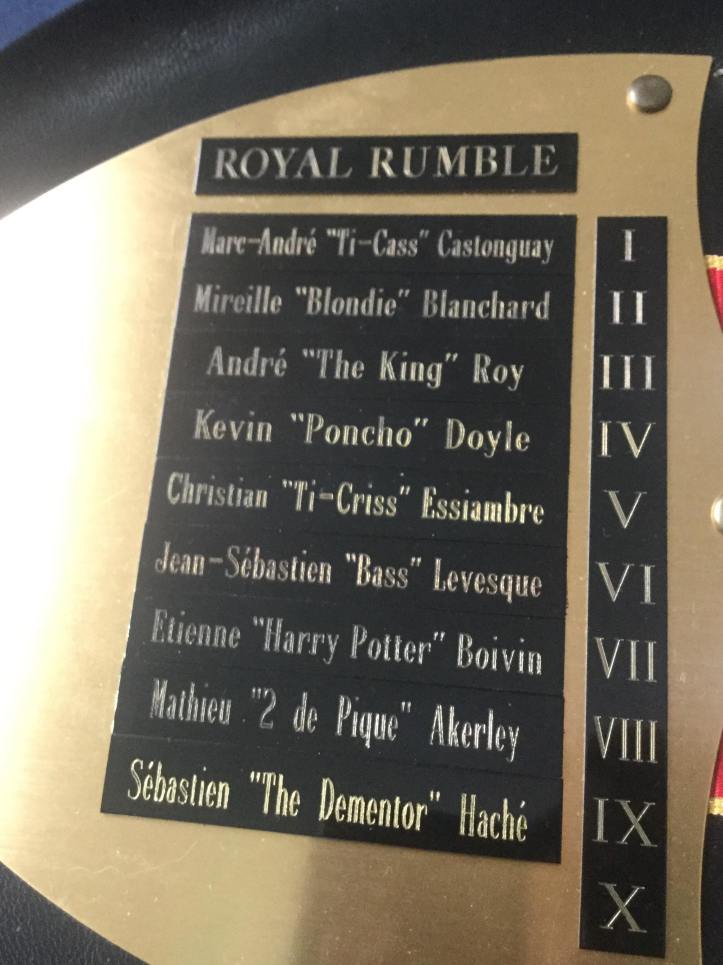 ROYAL RUMBLE
Marc-André "Ti-Cass" Castonguay I
Mireille "Blondie" Blanchard II
André "The King" Roy III
Kevin "Poncho" Doyle IV
Christian "Ti-Criss" Essiambre V
Jean-Sébastien "Bass" Levesque VI
Etienne "Harry Potter" Boivin VII
Mathieu "2 de Pique" Akerley VIII
Sébastien "The Dementor" Haché IX
X